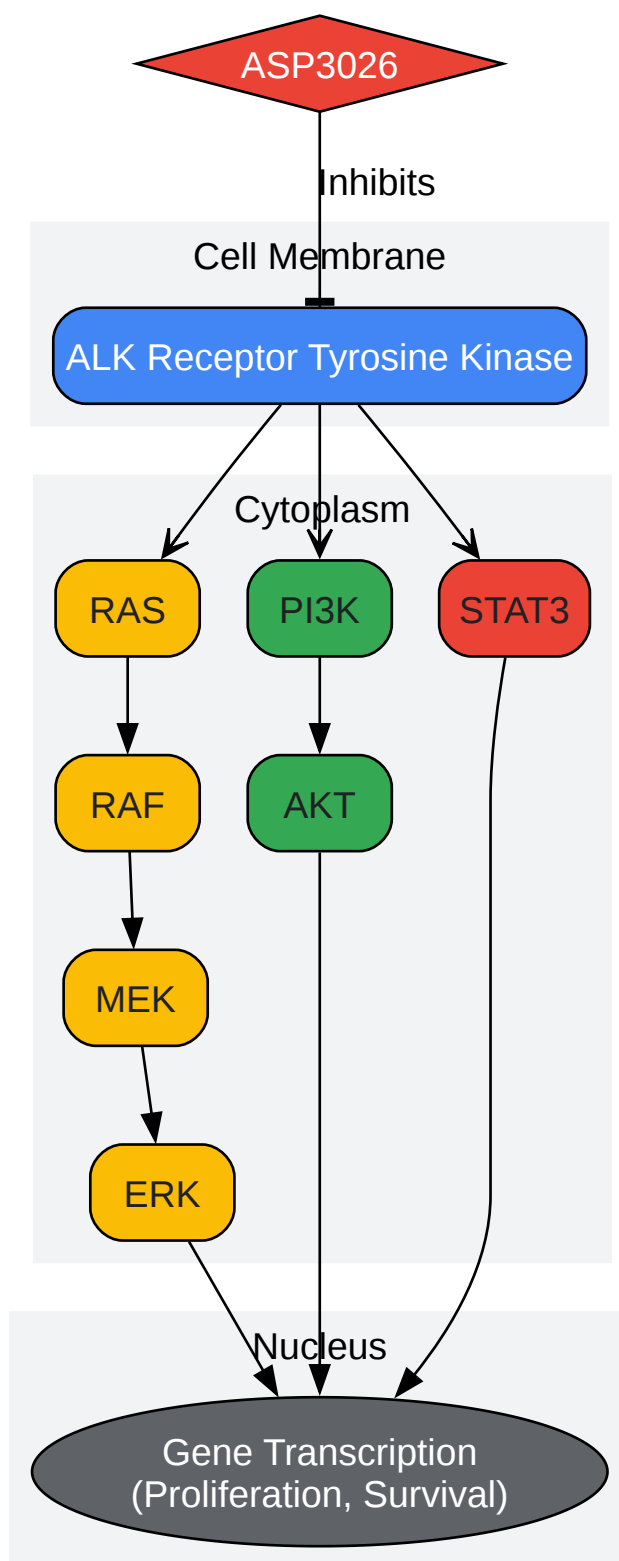 ASP3026
Inhibits
Cell Membrane
ALK Receptor Tyrosine Kinase
Cytoplasm
RAS
PI3K
STAT3
RAF
AKT
MEK
ERK
Nucleus
Gene Transcription
(Proliferation, Survival)